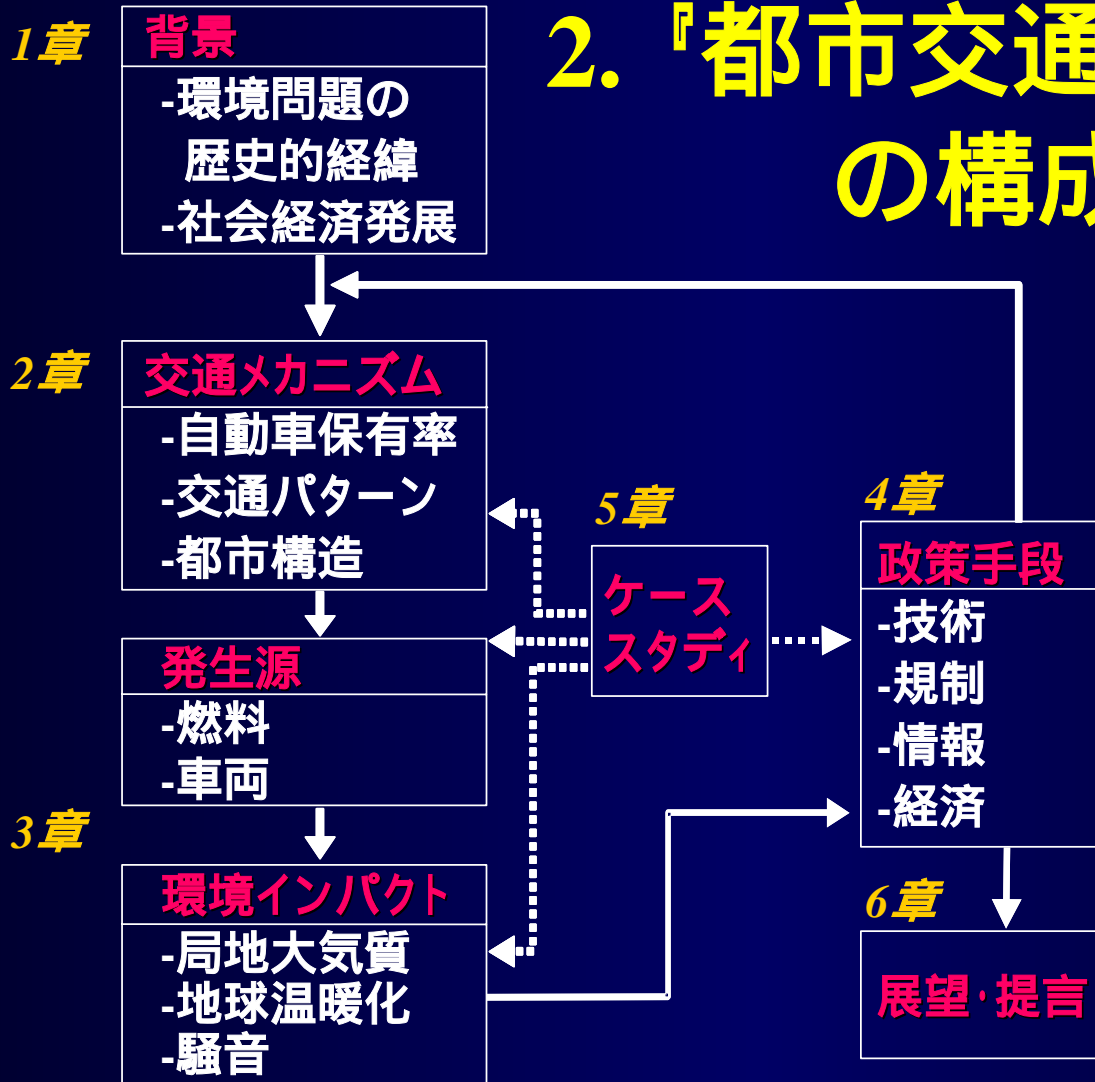 2. 『都市交通
の構成
1章
背景
-環境問題の
歴史的経緯
-社会経済発展
2章
交通メカニズム
-自動車保有率
-交通パターン
-都市構造
発生源
-燃料
-車両
3章
環境インパクト
-局地大気質
-地球温暖化
-騒音
5章
ケース
スタディ
4章
政策手段
-技術
-規制
-情報
-経済
6章
展望・提言